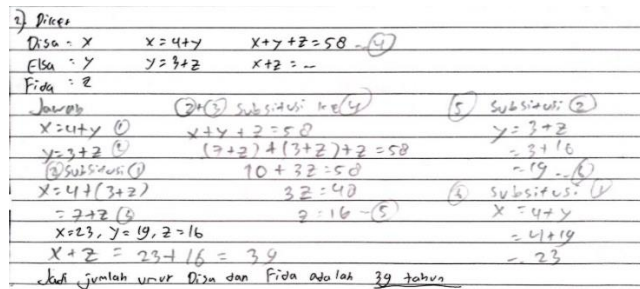 2) Diket
Disa = x    x = 4+y    x+y+z = 58 - (4)
Elsa = y    y = 3+z    x+z = ...
Fida = z
Jawab
x = 4+y (1)
y = 3+z (2)
(2) Subsitusi (1)
x = 4+(3+z)
= 7+z (3)
(2)+(3) subsitusi ke (4)
x+y+z = 58
(7+z)+(3+z)+z = 58
10+3z = 58
3z = 48
z = 16 - (5)
(5) subsitusi (2)
y = 3+z
= 3+16
= 19 - (6)
subsitusi (1)
x = 4+y
= 4+19
= 23
x=23, y=19, z=16
x+z = 23+16 = 39
Jadi jumlah umur Disa dan Fida adalah 39 tahun